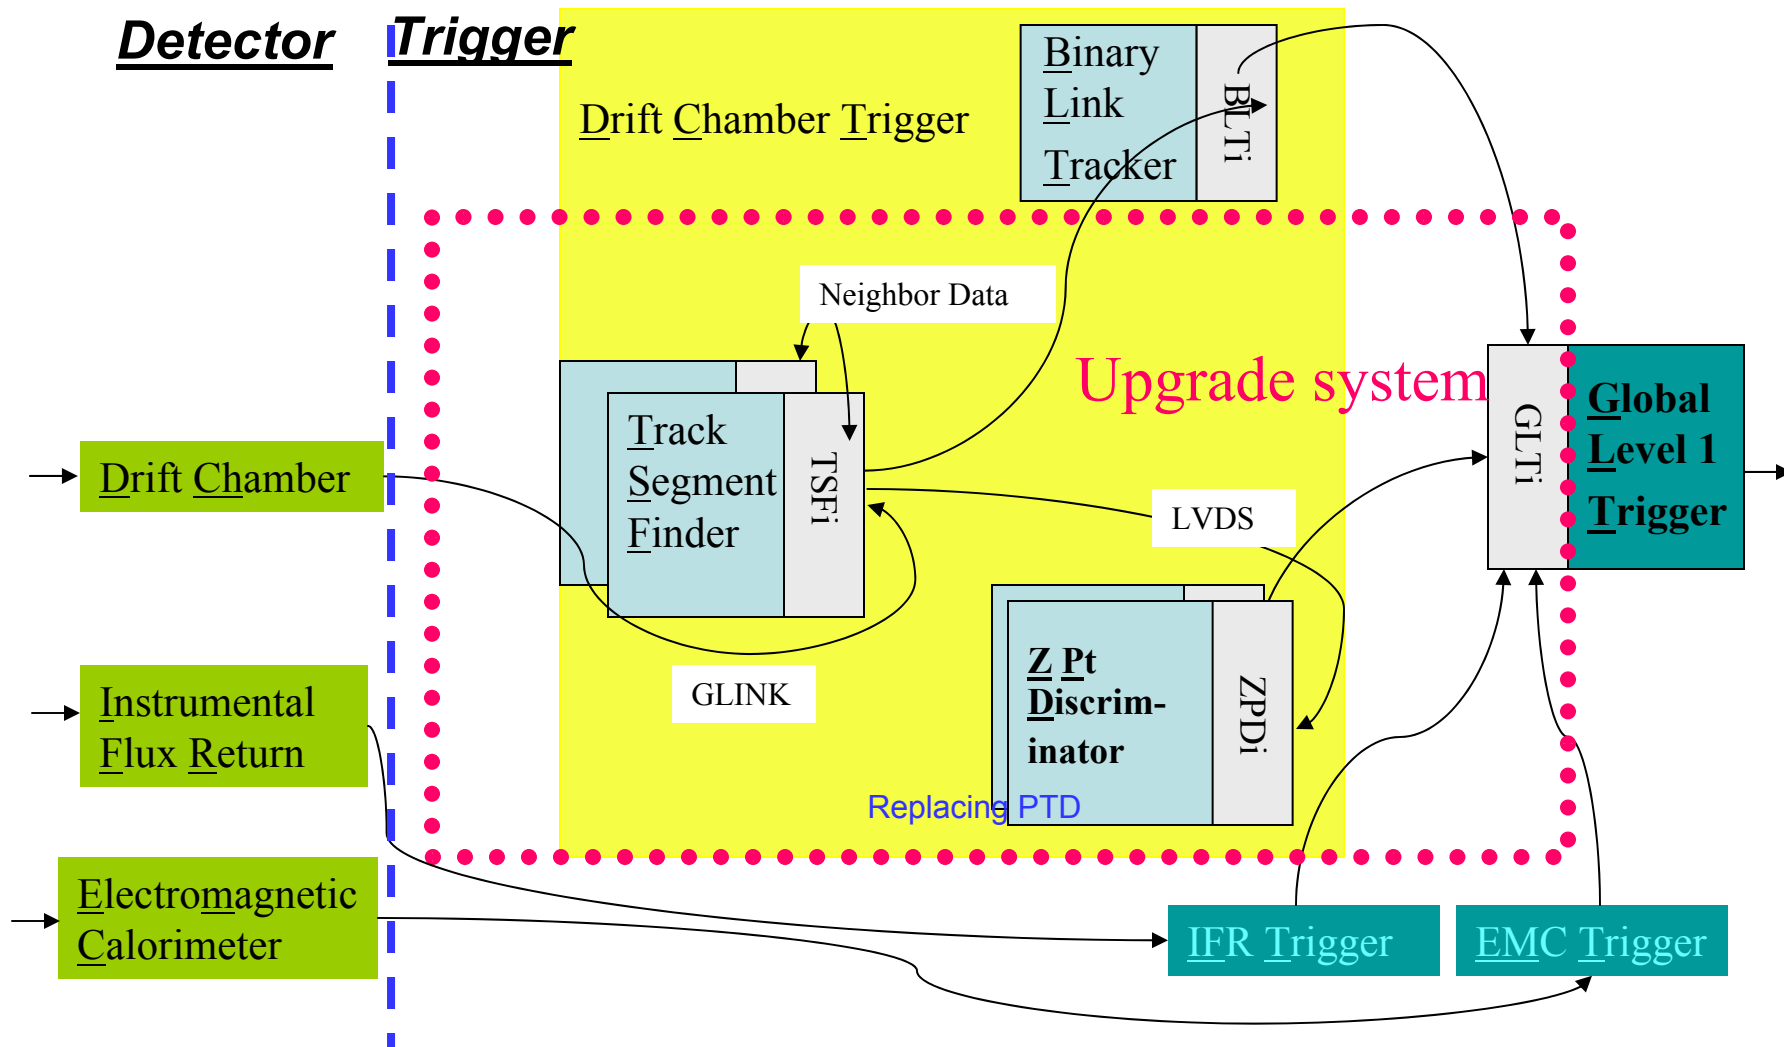 Detector
Trigger
Drift Chamber Trigger
Binary
Link
Tracker
BLTi
Neighbor Data
Upgrade system
Track
Segment
Finder
TSFi
GLTi
Global
Level 1
Trigger
Drift Chamber
LVDS
GLINK
Z Pt
Discrim-
inator
ZPDi
Replacing PTD
Instrumental
Flux Return
Electromagnetic
Calorimeter
IFR Trigger
EMC Trigger